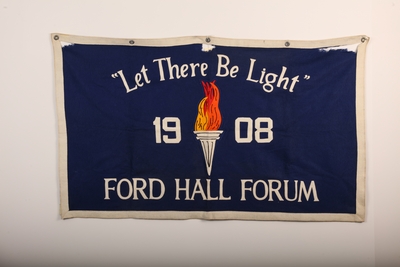 "Let There Be Light"
19 08
FORD HALL FORUM